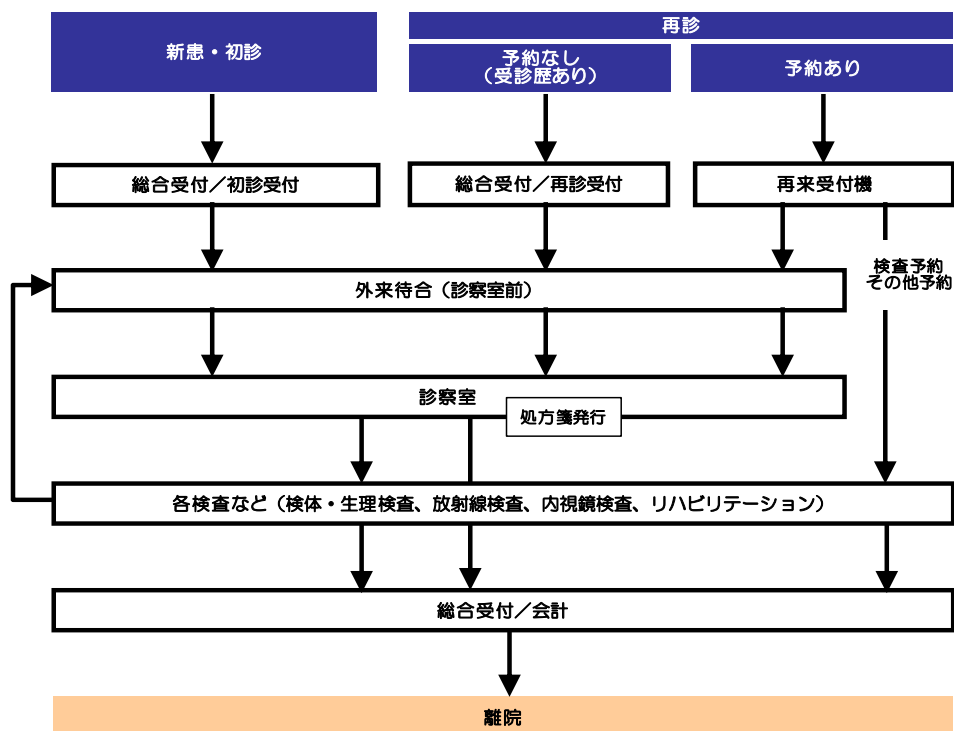 新患・初診
再診
予約なし
（受診歴あり）
予約あり
総合受付／初診受付
総合受付／再診受付
再来受付機
検査予約
その他予約
外来待合（診察室前）
診察室
処方箋発行
各検査など（検体・生理検査、放射線検査、内視鏡検査、リハビリテーション）
総合受付／会計
離院